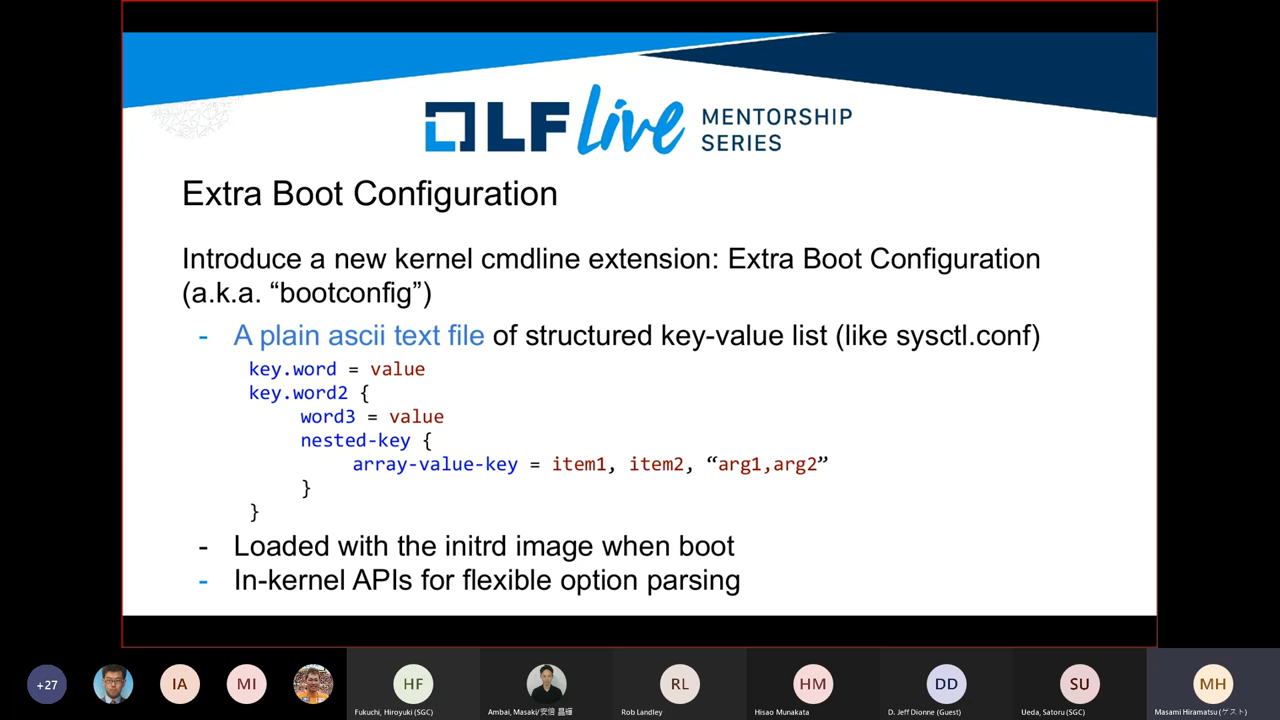 LF Live MENTORSHIP
SERIES
Extra Boot Configuration
Introduce a new kernel cmdline extension: Extra Boot Configuration
(a.k.a. “bootconfig”)
- A plain ascii text file of structured key-value list (like sysctl.conf)
key.word = value
key.word2 {
word3 = value
nested-key {
array-value-key = item1, item2, “arg1,arg2”
}
}
- Loaded with the initrd image when boot
- In-kernel APIs for flexible option parsing
+27
IA
MI
HF
RL
HM
DD
SU
MH
Fukuchi, Hiroyuki (SGC)
Ambai, Masaki/安倍 昌輝
Rob Landley
Hisao Munakata
D. Jeff Dionne (Guest)
Ueda, Satoru (SGC)
Masami Hiramatsu (ゲスト)